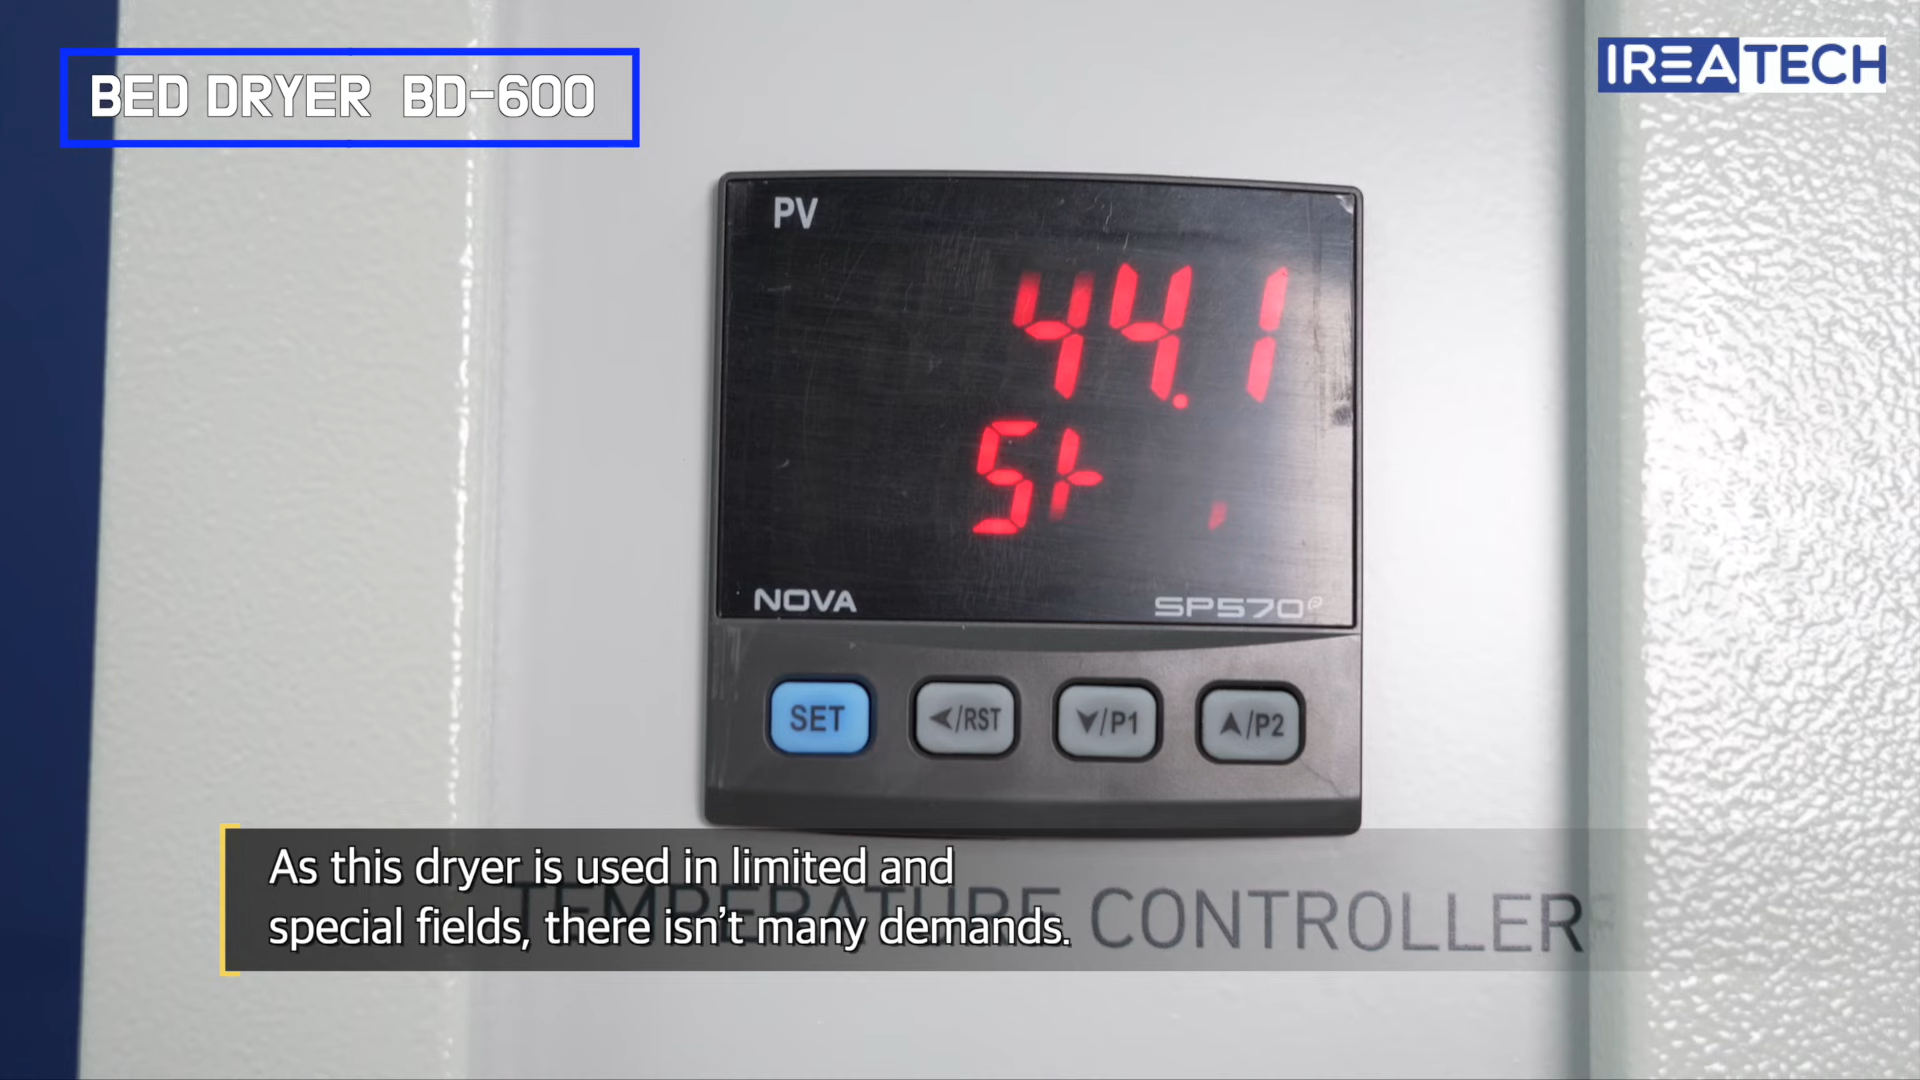 BED DRYER BD-600
IREATECH
PV
44.1
NOVA
SP570
SET
◀/RST
▼/P1
▲/P2
As this dryer is used in limited and
special fields, there isn't many demands.
TEMPERATURE CONTROLLER